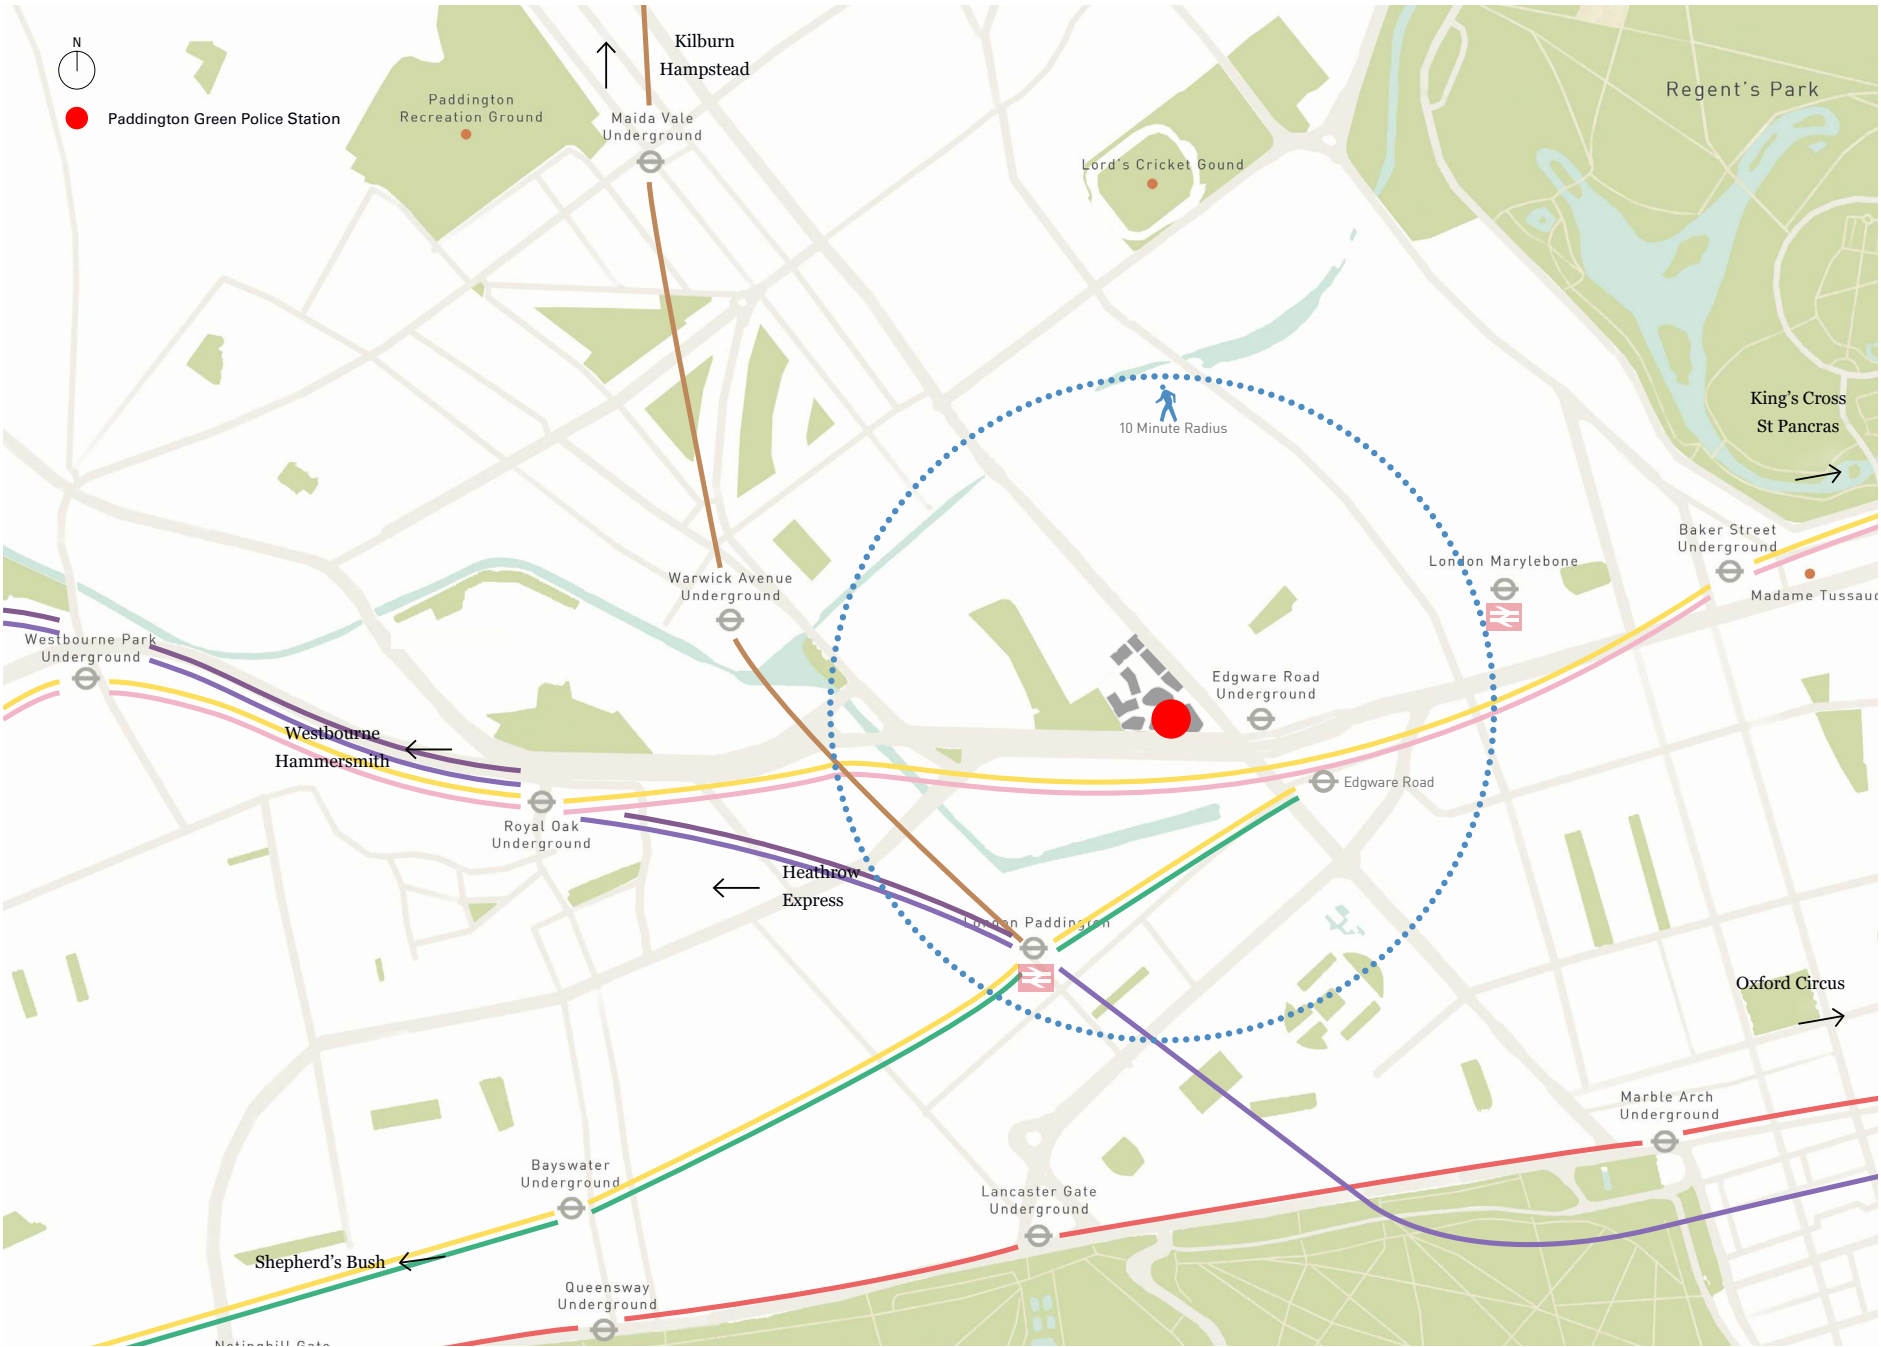 N
Paddington Green Police Station
Kilburn
Hampstead
Paddington
Recreation Ground
Maida Vale
Underground
Regent's Park
Lord's Cricket Gound
10 Minute Radius
King's Cross
St Pancras
Baker Street
Underground
London Marylebone
Madame Tussaud
Warwick Avenue
Underground
Westbourne Park
Underground
Edgware Road
Underground
Westbourne
Hammersmith
Edgware Road
Royal Oak
Underground
Heathrow
Express
London Paddington
Oxford Circus
Marble Arch
Underground
Bayswater
Underground
Lancaster Gate
Underground
Shepherd's Bush
Queensway
Underground
Nottinghill Gate